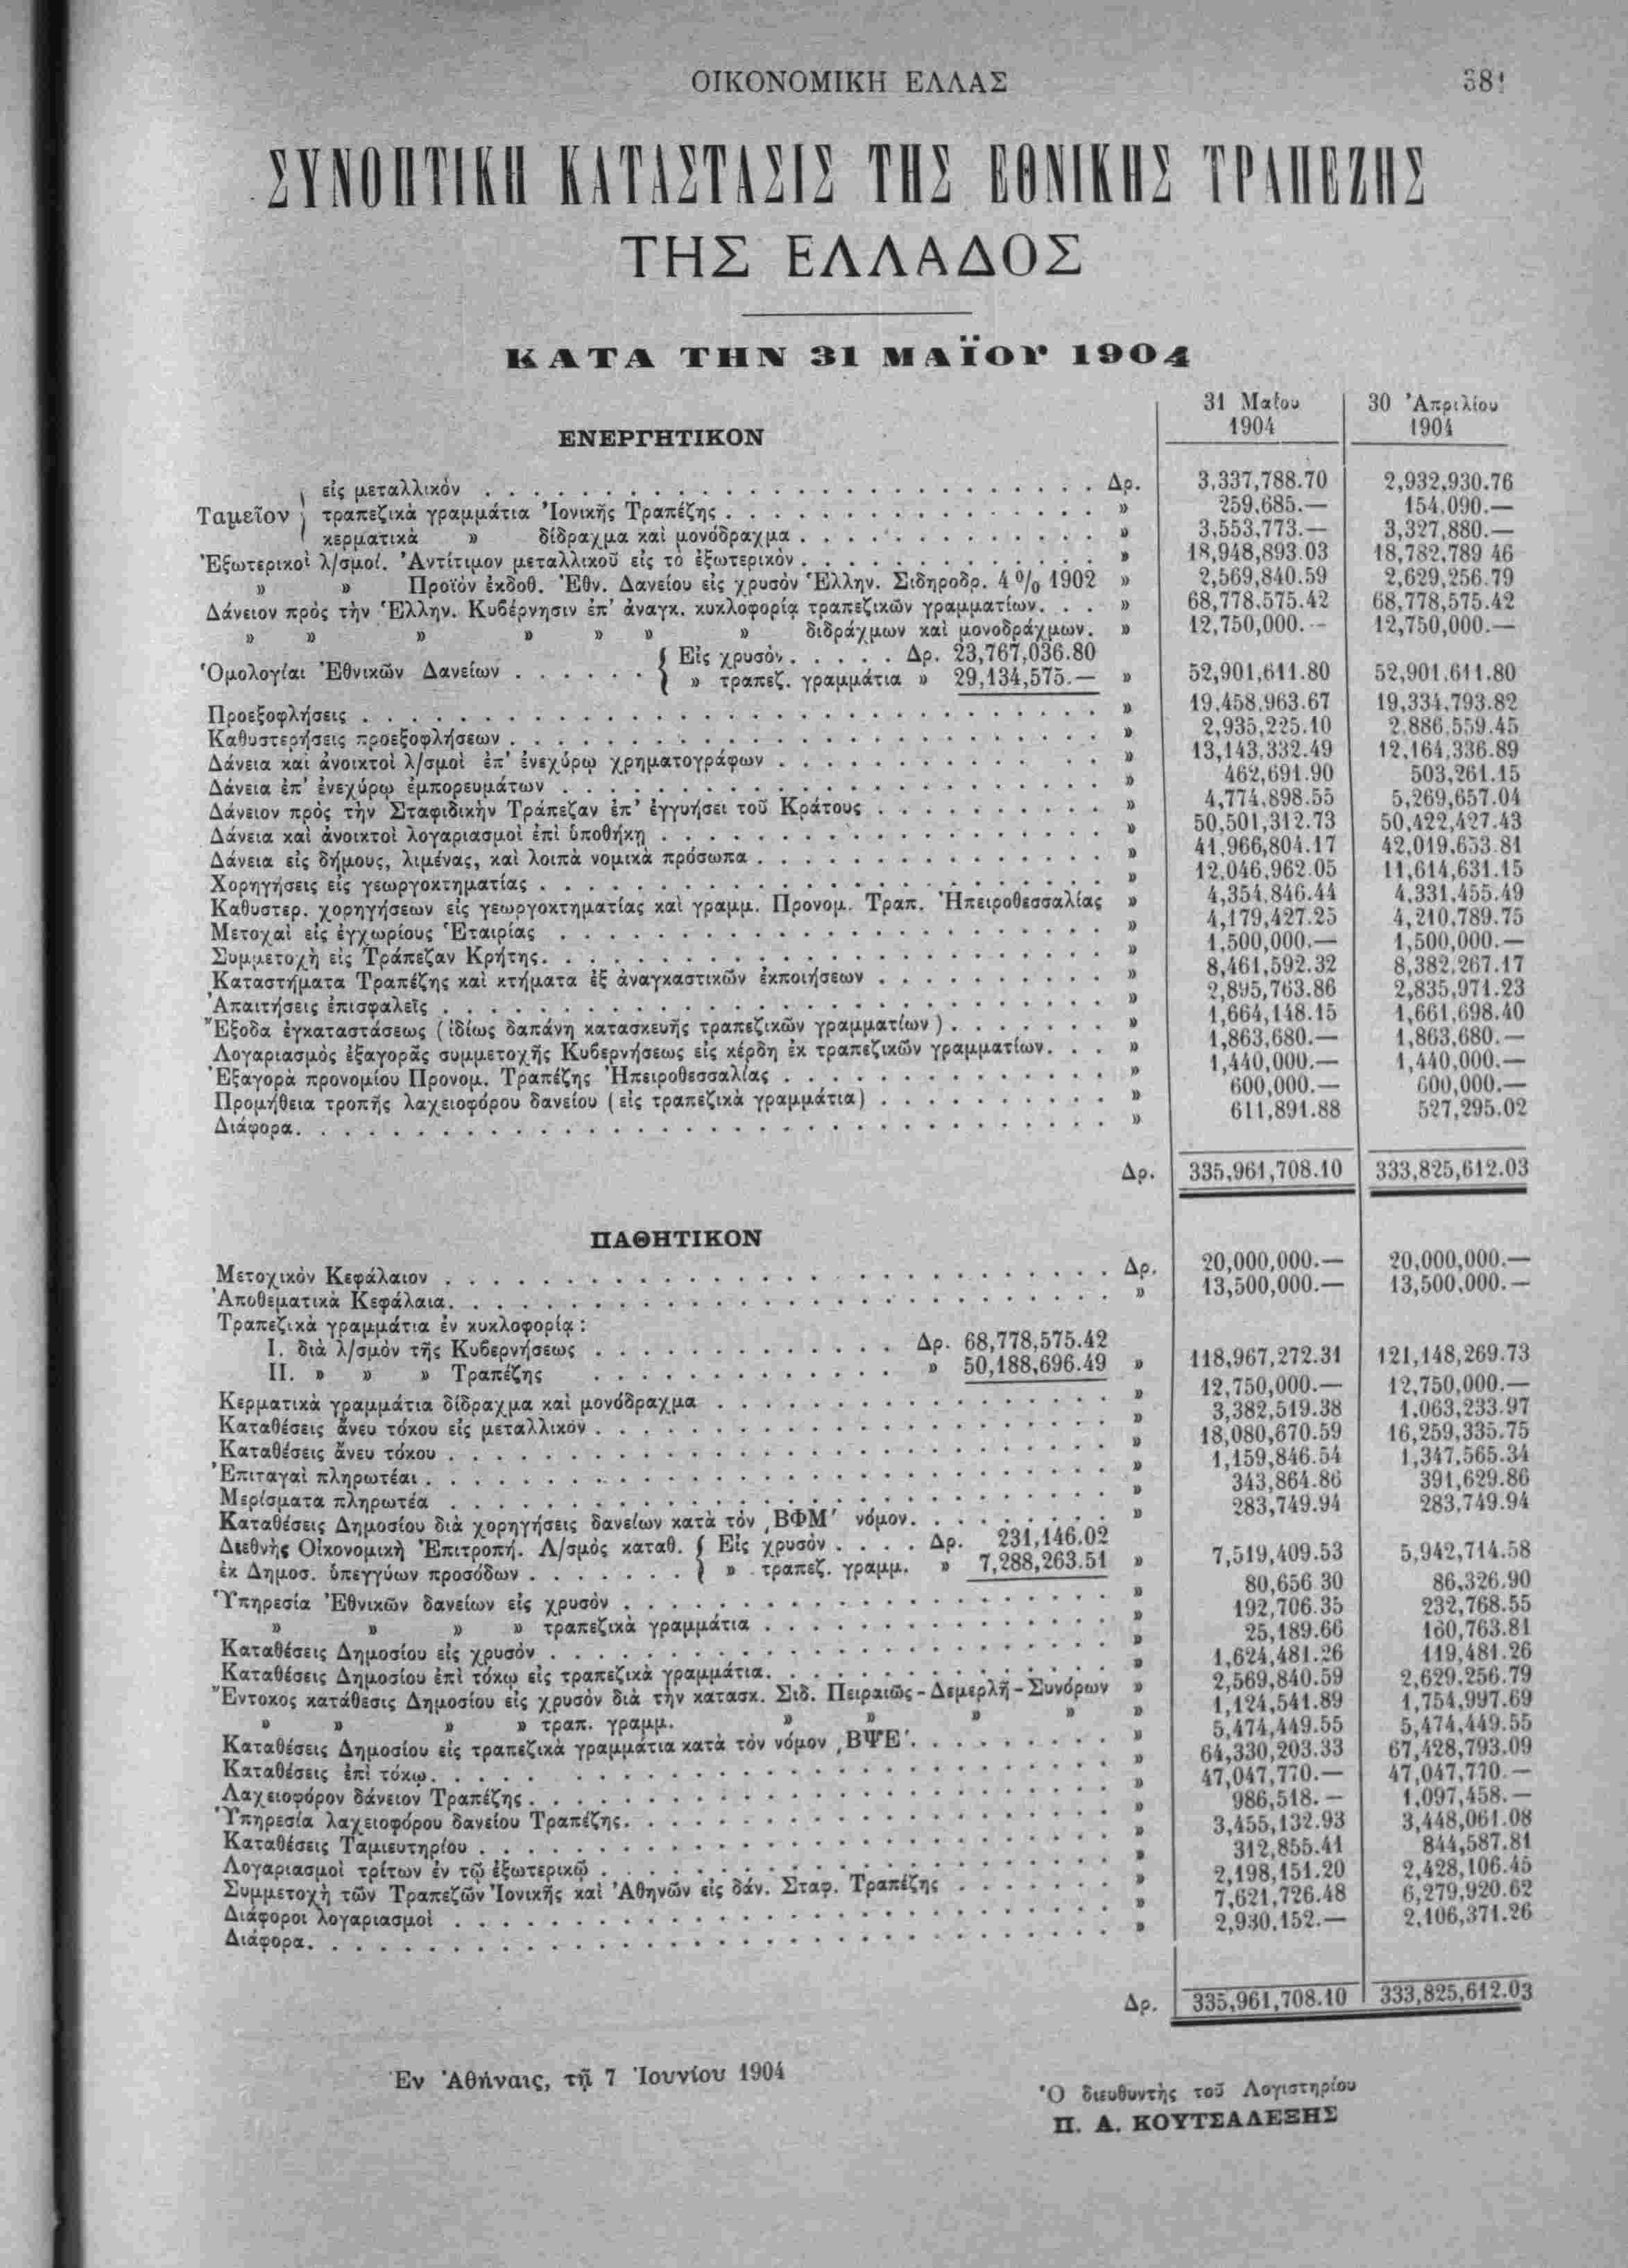 ΟΙΚΟΝΟΜΙΚΗ ΕΛΛΑΣ 381
ΣΥΝΟΠΤΙΚΗ ΚΑΤΑΣΤΑΣΙΣ ΤΗΣ ΕΘΝΙΚΗΣ ΤΡΑΠΕΖΗΣ
ΤΗΣ ΕΛΛΑΔΟΣ
ΚΑΤΑ ΤΗΝ 31 ΜΑΪΟΥ 1904
31 Μαΐου 1904 30 Ἀπριλίου 1904
ΕΝΕΡΓΗΤΙΚΟΝ
Ταμεῖον εἰς μεταλλικόν Δρ. 3,337,788.70 2,932,930.76
τραπεζικὰ γραμμάτια Ἰονικῆς Τραπέζης » 259,685.— 154,090.—
κερματικὰ » δίδραχμα καὶ μονόδραχμα » 3,553,773.— 3,327,880.—
Ἐξωτερικοὶ λ/σμοί. Ἀντίτιμον μεταλλικοῦ εἰς τὸ ἐξωτερικόν » 18,948,893.03 18,782,789 46
» » Προϊὸν ἐκδοθ. Ἐθν. Δανείου εἰς χρυσὸν Ἑλλην. Σιδηροδρ. 4 % 1902 » 2,569,840.59 2,629,256.79
Δάνειον πρὸς τὴν Ἑλλην. Κυβέρνησιν ἐπ' ἀναγκ. κυκλοφορίᾳ τραπεζικῶν γραμματίων. » 68,778,575.42 68,778,575.42
» » » » » » » διδράχμων καὶ μονοδράχμων. » 12,750,000.— 12,750,000.—
Ὁμολογίαι Ἐθνικῶν Δανείων { Εἰς χρυσόν. Δρ. 23,767,036.80
» τραπεζ. γραμμάτια » 29,134,575.— » 52,901,611.80 52,901,611.80
Προεξοφλήσεις » 19,458,963.67 19,334,793.82
Καθυστερήσεις προεξοφλήσεων » 2,935,225.10 2,886,559.45
Δάνεια καὶ ἀνοικτοὶ λ/σμοὶ ἐπ' ἐνεχύρῳ χρηματογράφων » 13,143,332.49 12,164,336.89
Δάνεια ἐπ' ἐνεχύρῳ ἐμπορευμάτων » 462,691.90 503,261.15
Δάνειον πρὸς τὴν Σταφιδικὴν Τράπεζαν ἐπ' ἐγγυήσει τοῦ Κράτους » 4,774,898.55 5,269,657.04
Δάνεια καὶ ἀνοικτοὶ λογαριασμοὶ ἐπὶ ὑποθήκῃ » 50,501,312.73 50,422,427.43
Δάνεια εἰς δήμους, λιμένας, καὶ λοιπὰ νομικὰ πρόσωπα » 41,966,804.17 42,019,653.81
Χορηγήσεις εἰς γεωργοκτηματίας » 12,046,962.05 11,614,631.15
Καθυστερ. χορηγήσεων εἰς γεωργοκτηματίας καὶ γραμμ. Προνομ. Τραπ. Ἠπειροθεσσαλίας » 4,354,846.44 4,331,455.49
Μετοχαὶ εἰς ἐγχωρίους Ἑταιρίας » 4,179,427.25 4,210,789.75
Συμμετοχὴ εἰς Τράπεζαν Κρήτης. » 1,500,000.— 1,500,000.—
Καταστήματα Τραπέζης καὶ κτήματα ἐξ ἀναγκαστικῶν ἐκποιήσεων » 8,461,592.32 8,382,267.17
Ἀπαιτήσεις ἐπισφαλεῖς » 2,895,763.86 2,835,971.23
Ἔξοδα ἐγκαταστάσεως (ἰδίως δαπάνη κατασκευῆς τραπεζικῶν γραμματίων) » 1,664,148.15 1,661,698.40
Λογαριασμὸς ἐξαγορᾶς συμμετοχῆς Κυβερνήσεως εἰς κέρδη ἐκ τραπεζικῶν γραμματίων. » 1,863,680.— 1,863,680.—
Ἐξαγορὰ προνομίου Προνομ. Τραπέζης Ἠπειροθεσσαλίας » 1,440,000.— 1,440,000.—
Προμήθεια τροπῆς λαχειοφόρου δανείου (εἰς τραπεζικὰ γραμμάτια) » 600,000.— 600,000.—
Διάφορα. » 611,891.88 527,295.02
Δρ. 335,961,708.10 333,825,612.03
ΠΑΘΗΤΙΚΟΝ
Μετοχικὸν Κεφάλαιον Δρ. 20,000,000.— 20,000,000.—
Ἀποθεματικὰ Κεφάλαια. » 13,500,000.— 13,500,000.—
Τραπεζικὰ γραμμάτια ἐν κυκλοφορίᾳ:
I. διὰ λ/σμὸν τῆς Κυβερνήσεως Δρ. 68,778,575.42
II. » » » Τραπέζης » 50,188,696.49 » 118,967,272.31 121,148,269.73
Κερματικὰ γραμμάτια δίδραχμα καὶ μονόδραχμα » 12,750,000.— 12,750,000.—
Καταθέσεις ἄνευ τόκου εἰς μεταλλικόν » 3,382,519.38 1,063,233.97
Καταθέσεις ἄνευ τόκου » 18,080,670.59 16,259,335.75
Ἐπιταγαὶ πληρωτέαι » 1,159,846.54 1,347,565.34
Μερίσματα πληρωτέα » 343,864.86 391,629.86
Καταθέσεις Δημοσίου διὰ χορηγήσεις δανείων κατὰ τὸν ͵ΒΦΜ' νόμον. » 283,749.94 283,749.94
Διεθνὴς Οἰκονομικὴ Ἐπιτροπή. Λ/σμὸς καταθ. { Εἰς χρυσὸν Δρ. 231,146.02
ἐκ Δημοσ. ὑπεγγύων προσόδων » τραπεζ. γραμμ. » 7,288,263.51 » 7,519,409.53 5,942,714.58
Ὑπηρεσία Ἐθνικῶν δανείων εἰς χρυσόν » 80,656 30 86,326.90
» » » » τραπεζικὰ γραμμάτια » 192,706.35 232,768.55
Καταθέσεις Δημοσίου εἰς χρυσόν » 25,189.66 160,763.81
Καταθέσεις Δημοσίου ἐπὶ τόκῳ εἰς τραπεζικὰ γραμμάτια. » 1,624,481.26 119,481.26
Ἔντοκος κατάθεσις Δημοσίου εἰς χρυσὸν διὰ τὴν κατασκ. Σιδ. Πειραιῶς-Δεμερλῆ-Συνόρων » 2,569,840.59 2,629,256.79
» » » » τραπ. γραμμ. » » » » » 1,124,541.89 1,754,997.69
Καταθέσεις Δημοσίου εἰς τραπεζικὰ γραμμάτια κατὰ τὸν νόμον ͵ΒΨΕ'. » 5,474,449.55 5,474,449.55
Καταθέσεις ἐπὶ τόκῳ. » 64,330,203.33 67,428,793.09
Λαχειοφόρον δάνειον Τραπέζης » 47,047,770.— 47,047,770.—
Ὑπηρεσία λαχειοφόρου δανείου Τραπέζης. » 986,518.— 1,097,458.—
Καταθέσεις Ταμιευτηρίου » 3,455,132.93 3,448,061.08
Λογαριασμοὶ τρίτων ἐν τῷ ἐξωτερικῷ » 312,855.41 844,587.81
Συμμετοχὴ τῶν Τραπεζῶν Ἰονικῆς καὶ Ἀθηνῶν εἰς δάν. Σταφ. Τραπέζης » 2,198,151.20 2,428,106.45
Διάφοροι λογαριασμοί » 7,621,726.48 6,279,920.62
Διάφορα. » 2,930,152.— 2,106,371.26
Δρ. 335,961,708.10 333,825,612.03
Ἐν Ἀθήναις, τῇ 7 Ἰουνίου 1904
Ὁ διευθυντὴς τοῦ Λογιστηρίου
Π. Α. ΚΟΥΤΣΑΛΕΞΗΣ